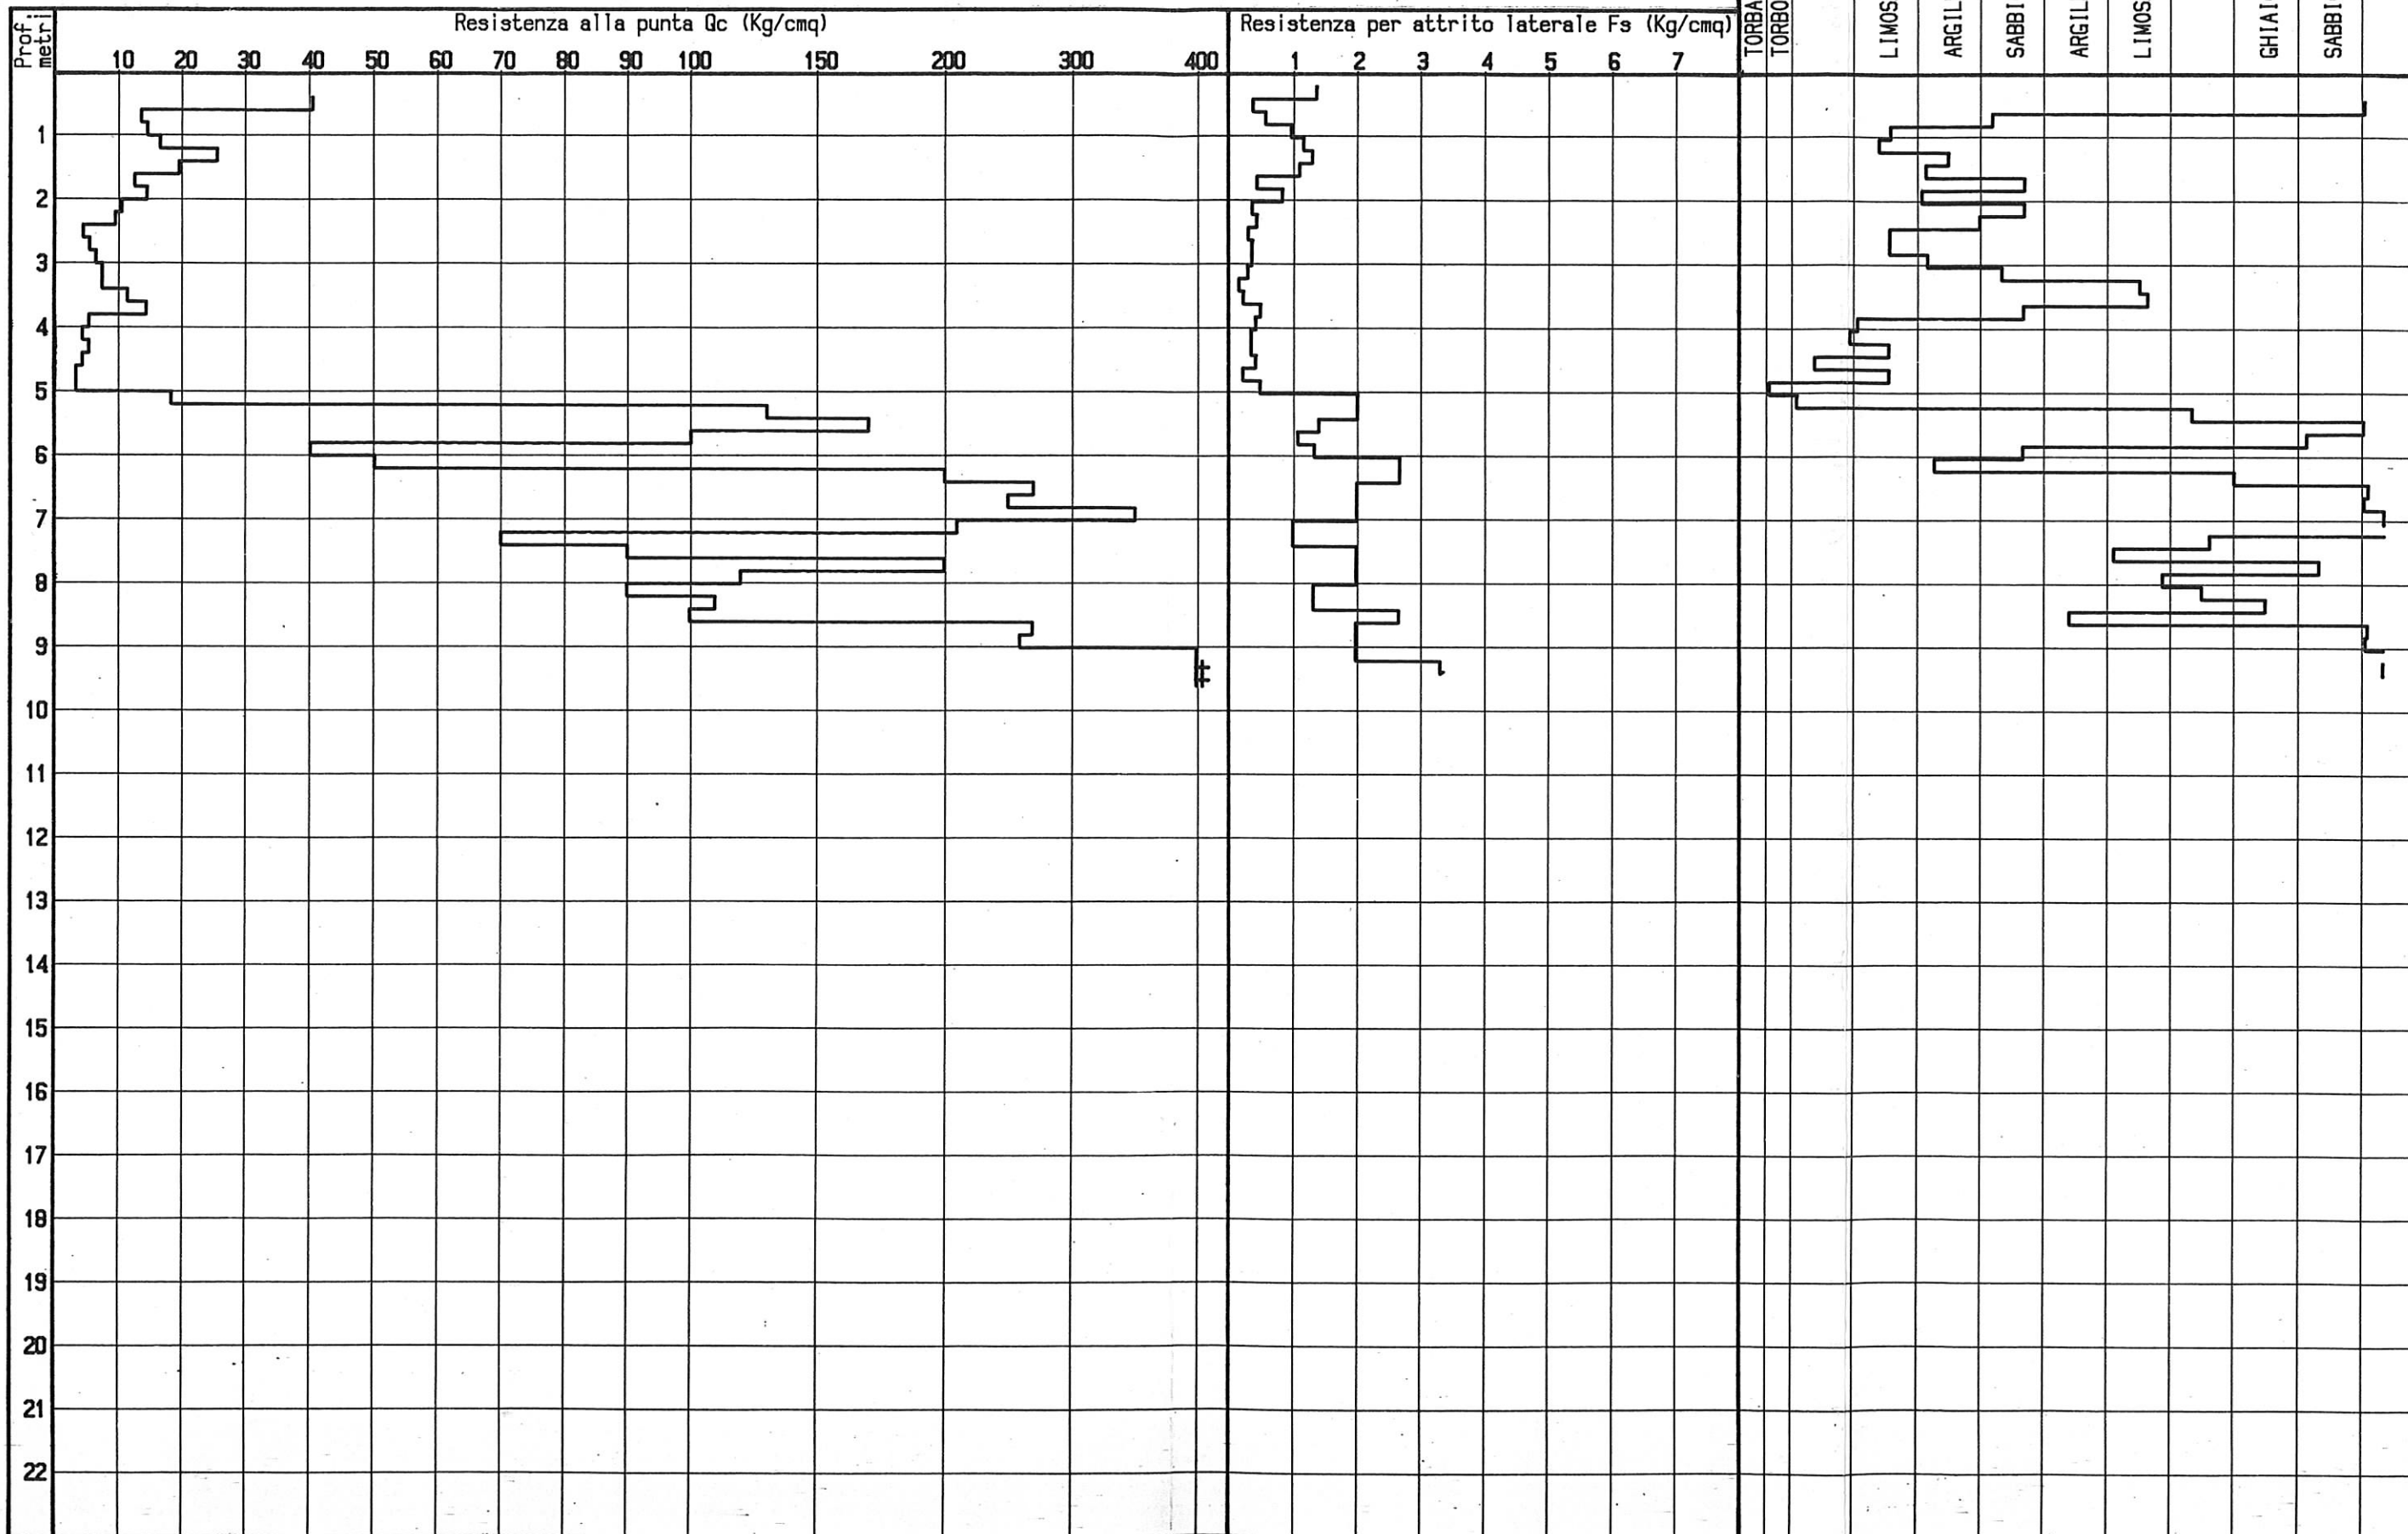 Prof.
metri
Resistenza alla punta Qc (Kg/cmq)
10 20 30 40 50 60 70 80 90 100 150 200 300 400
Resistenza per attrito laterale Fs (Kg/cmq)
1 2 3 4 5 6 7
TORBA
TORBO
LIMOS
ARGIL
SABBI
ARGIL
LIMOS
GHIAI
SABBI
1
2
3
4
5
6
7
8
9
10
11
12
13
14
15
16
17
18
19
20
21
22